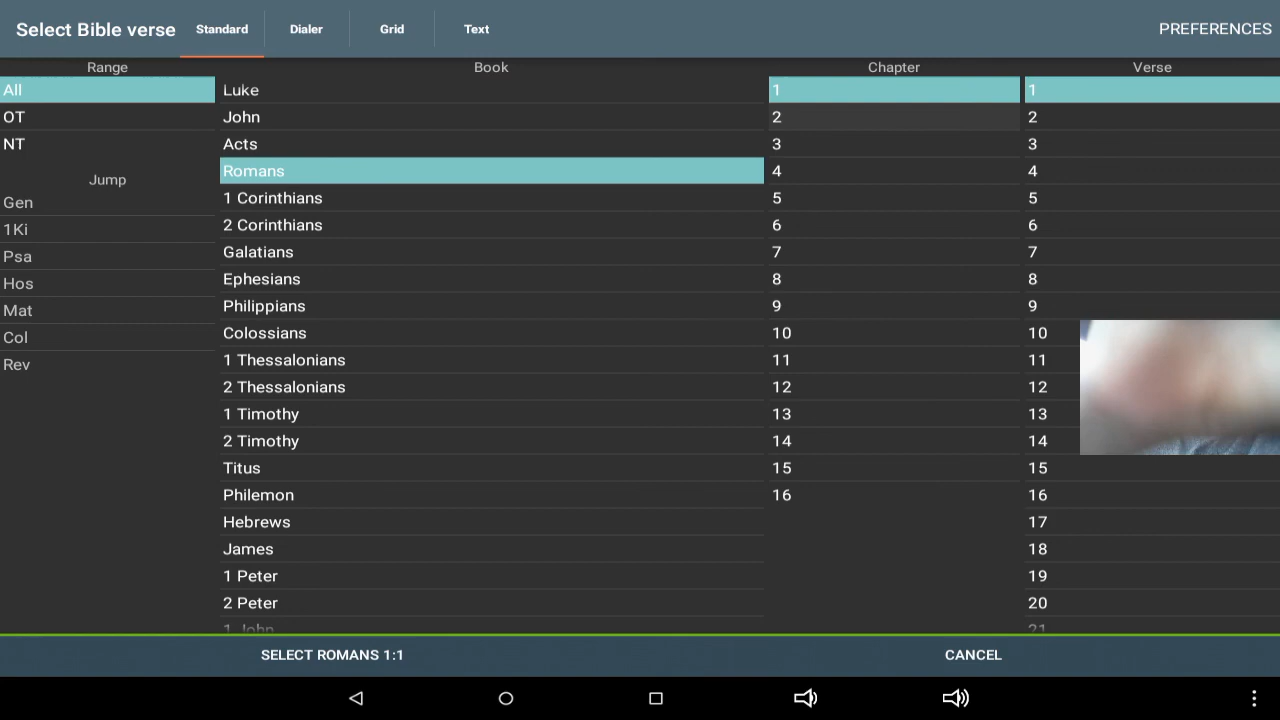 Select Bible verse Standard Dialer Grid Text PREFERENCES
Range Book Chapter Verse
All Luke 1 1
OT John 2 2
NT Acts 3 3
Romans 4 4
Jump
1 Corinthians 5 5
Gen
2 Corinthians 6 6
1Ki
Galatians 7 7
Psa
Ephesians 8 8
Hos
Philippians 9 9
Mat
Colossians 10 10
Col
1 Thessalonians 11 11
Rev
2 Thessalonians 12 12
1 Timothy 13 13
2 Timothy 14 14
Titus 15 15
Philemon 16 16
Hebrews 17
James 18
1 Peter 19
2 Peter 20
1 John 21
SELECT ROMANS 1:1 CANCEL